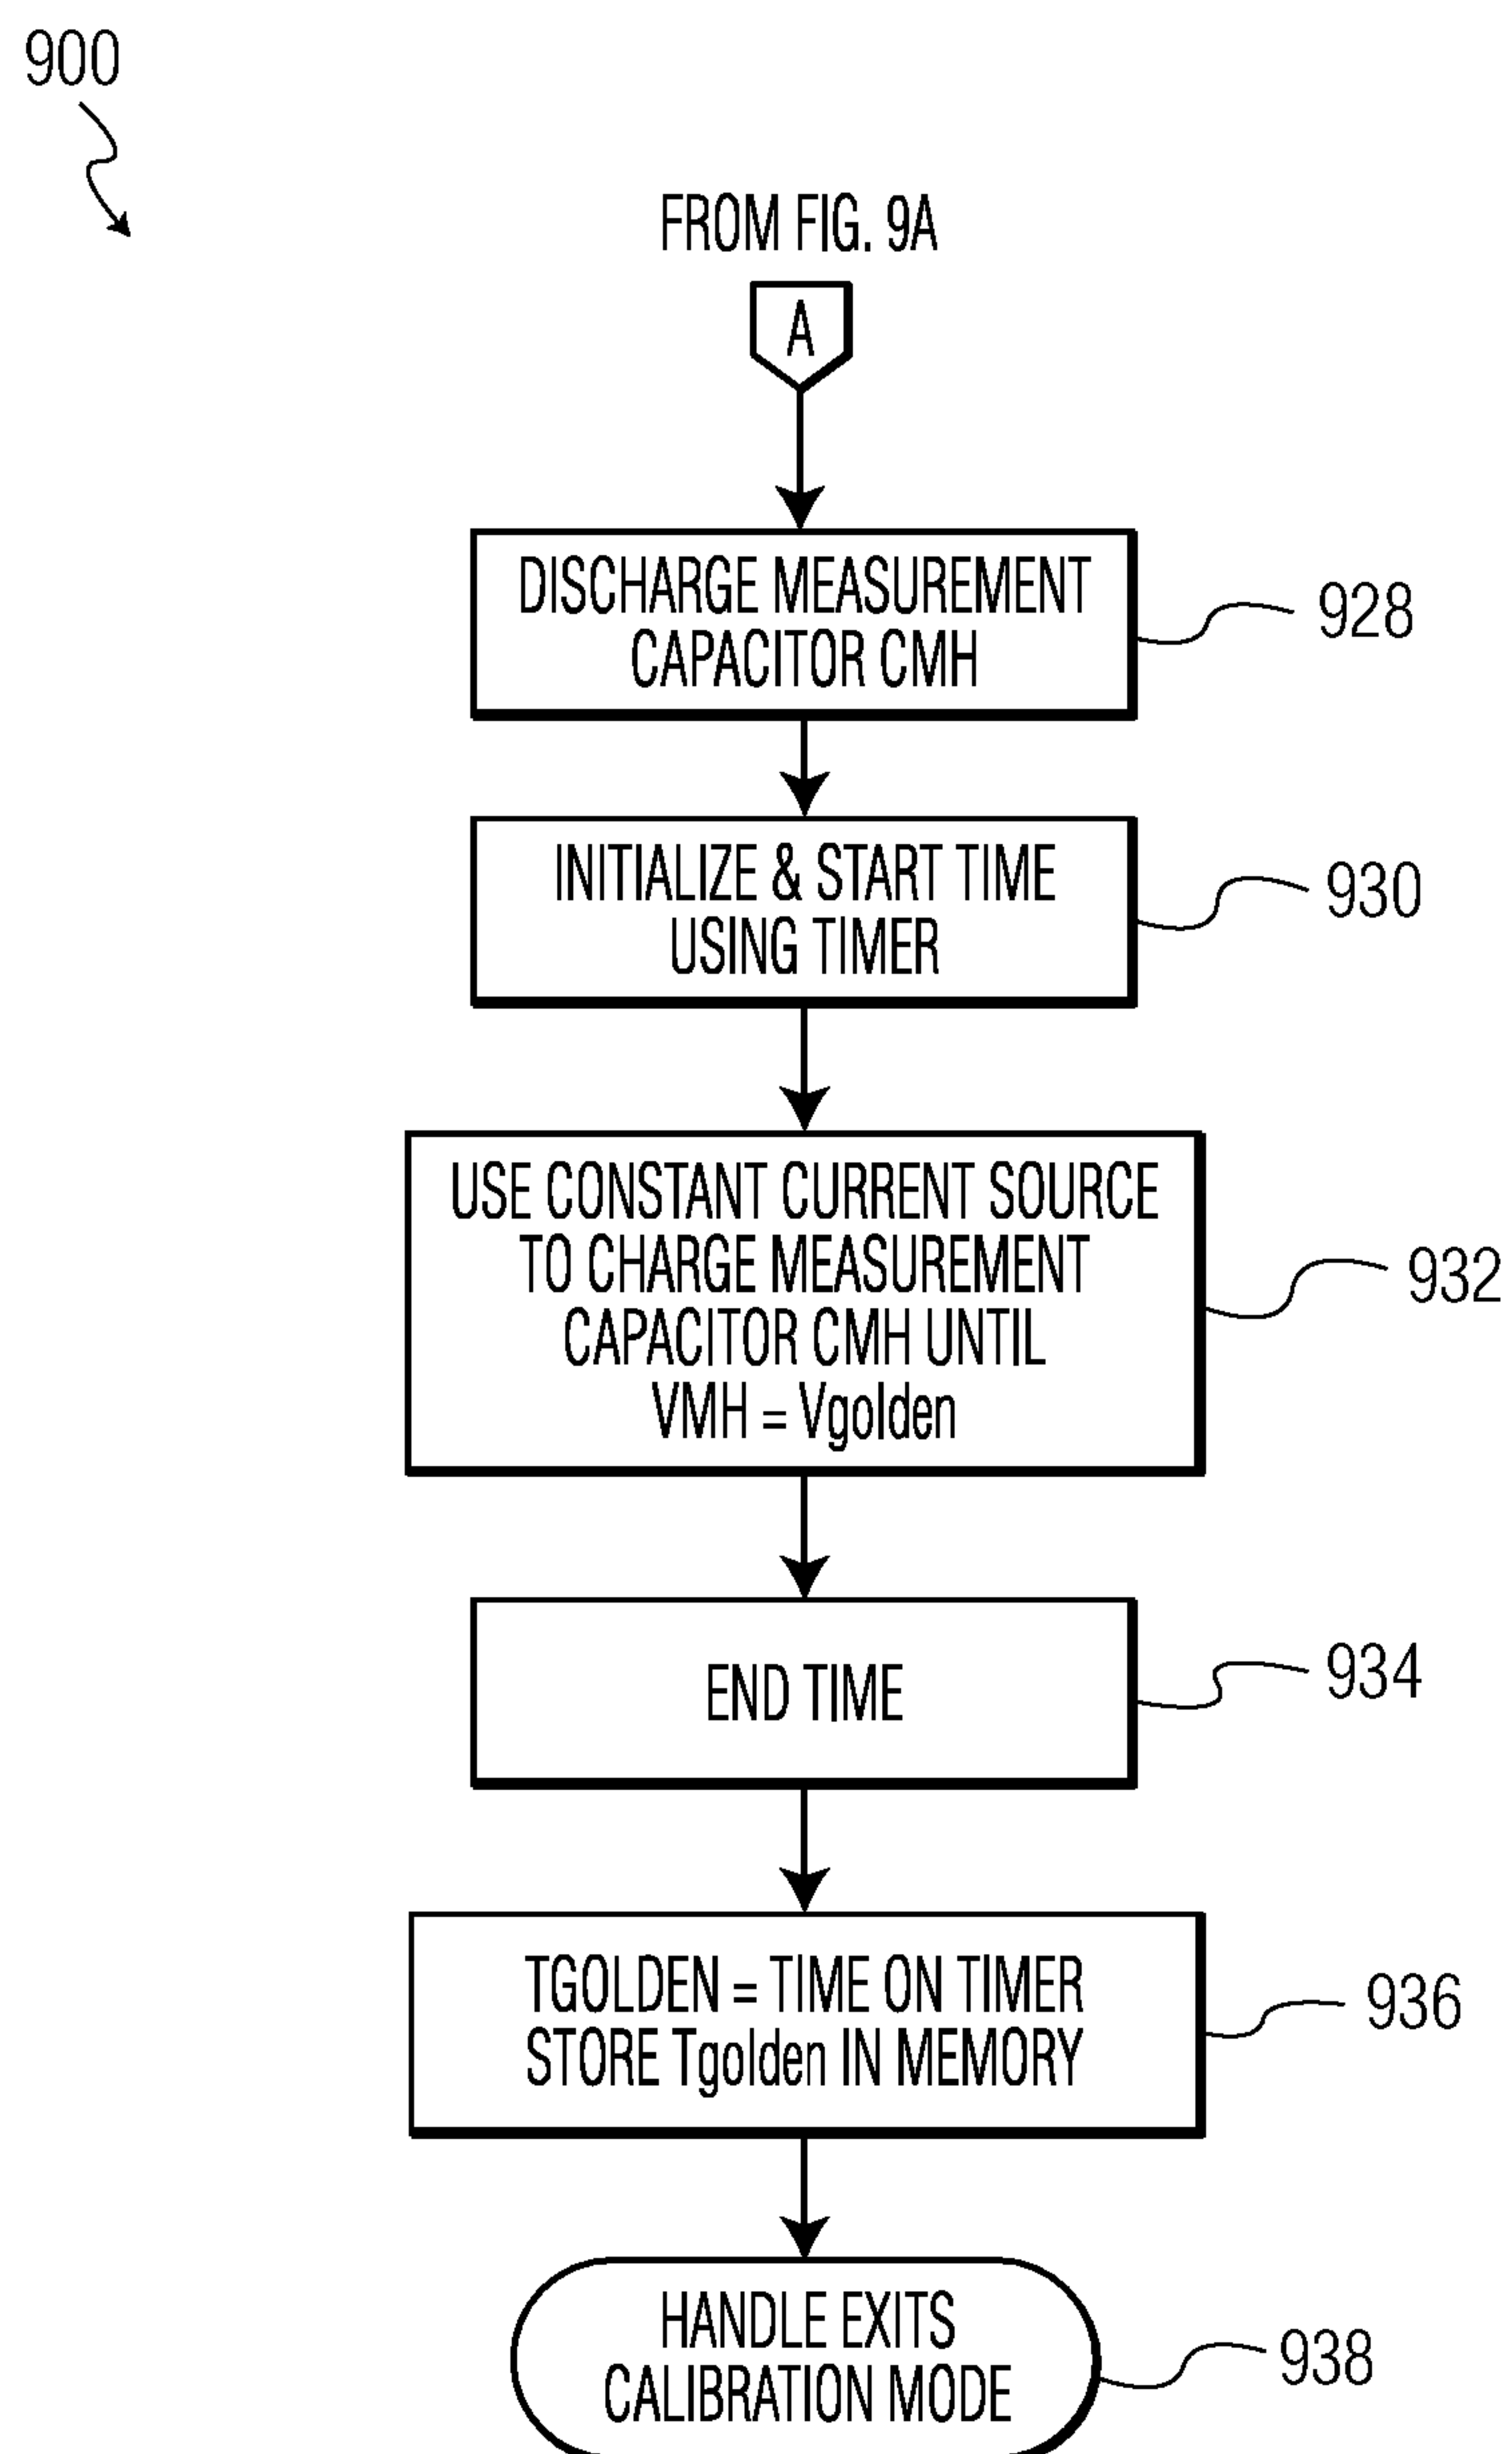 900
FROM FIG. 9A
A
DISCHARGE MEASUREMENT
CAPACITOR CMH
928
INITIALIZE & START TIME
USING TIMER
930
USE CONSTANT CURRENT SOURCE
TO CHARGE MEASUREMENT
CAPACITOR CMH UNTIL
VMH = Vgolden
932
END TIME
934
TGOLDEN = TIME ON TIMER
STORE Tgolden IN MEMORY
936
HANDLE EXITS
CALIBRATION MODE
938